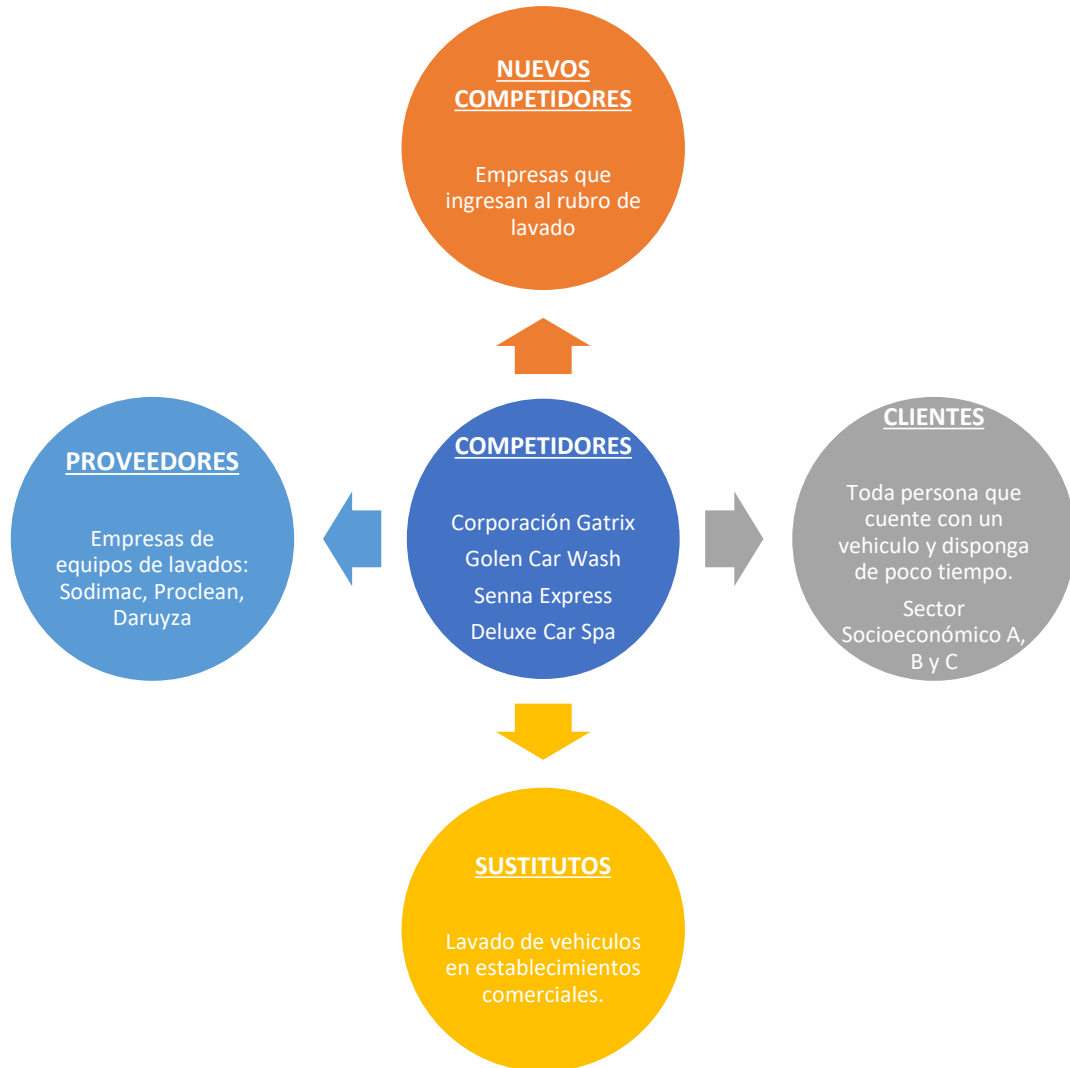 NUEVOS
COMPETIDORES
Empresas que
ingresan al rubro de
lavado
PROVEEDORES
Empresas de
equipos de lavados:
Sodimac, Proclean,
Daruyza
COMPETIDORES
Corporación Gatrix
Golen Car Wash
Senna Express
Deluxe Car Spa
CLIENTES
Toda persona que
cuente con un
vehiculo y disponga
de poco tiempo.
Sector
Socioeconómico A,
B y C
SUSTITUTOS
Lavado de vehiculos
en establecimientos
comerciales.